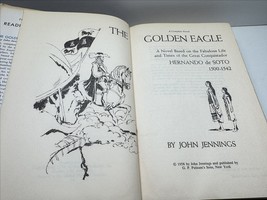 READ
THE
GOLDEN EAGLE
A Novel Based on the Fabulous Life
and Times of the Great Conquistador
HERNANDO de SOTO
1500-1542
BY JOHN JENNINGS
© 1958 by John Jennings and published by
G. P. Putnam's Sons, New York